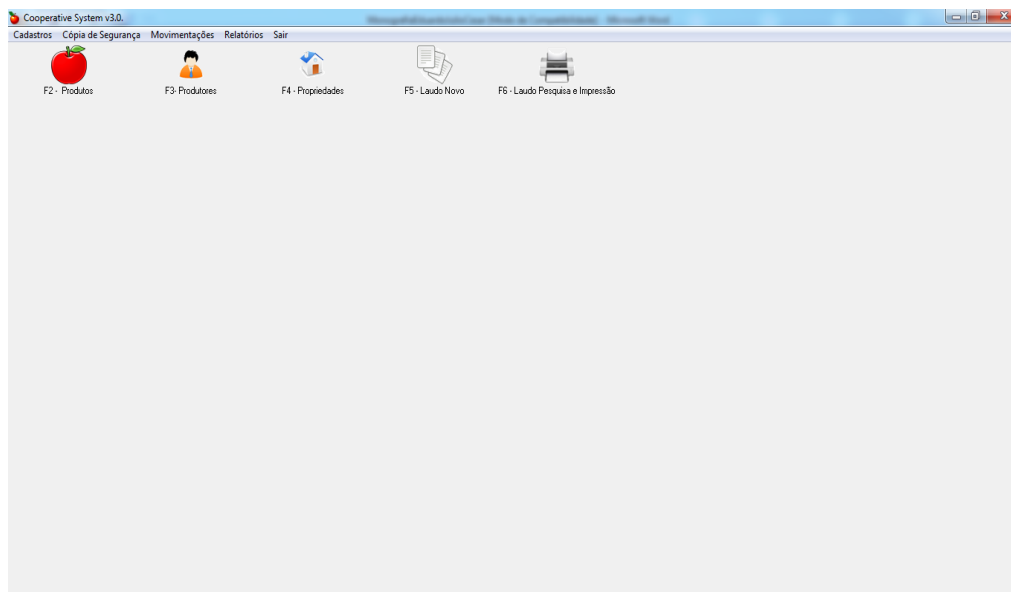 Cooperative System v3.0.
Cadastros Cópia de Segurança Movimentações Relatórios Sair
F2 - Produtos F3- Produtores F4 - Propriedades F5 - Laudo Novo F6 - Laudo Pesquisa e Impressão